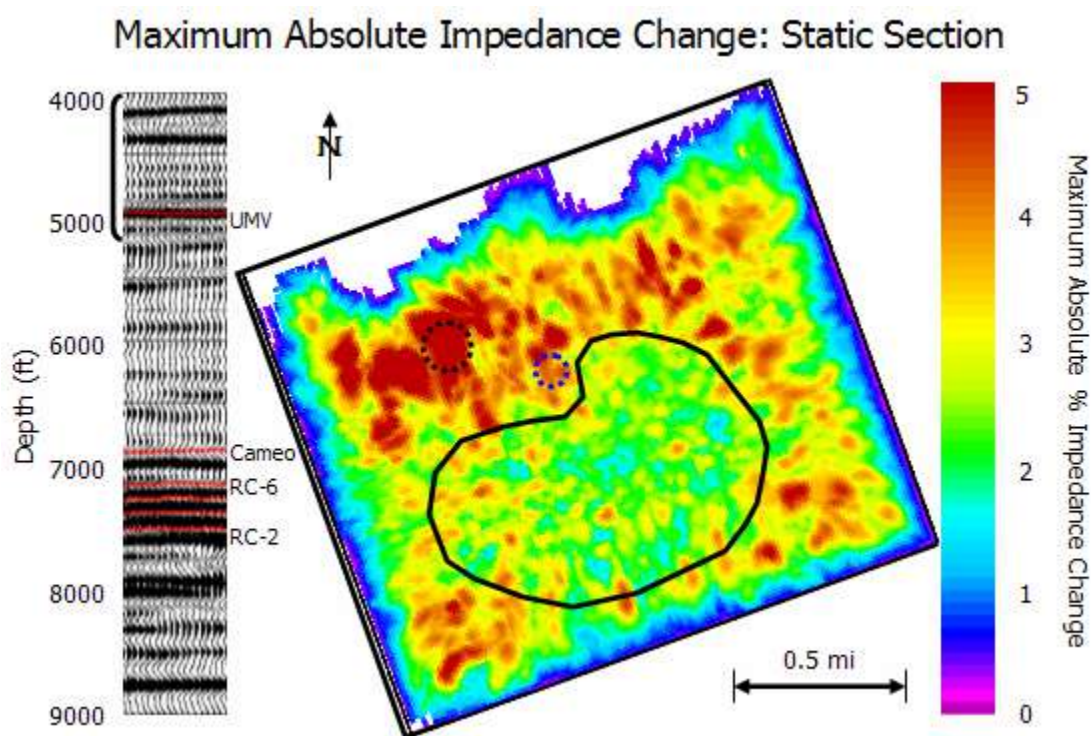 Maximum Absolute Impedance Change: Static Section
4000
5000
6000
7000
8000
9000
Depth (ft)
UMV
Cameo
RC-6
RC-2
N
0.5 mi
5
4
3
2
1
0
Maximum Absolute % Impedance Change